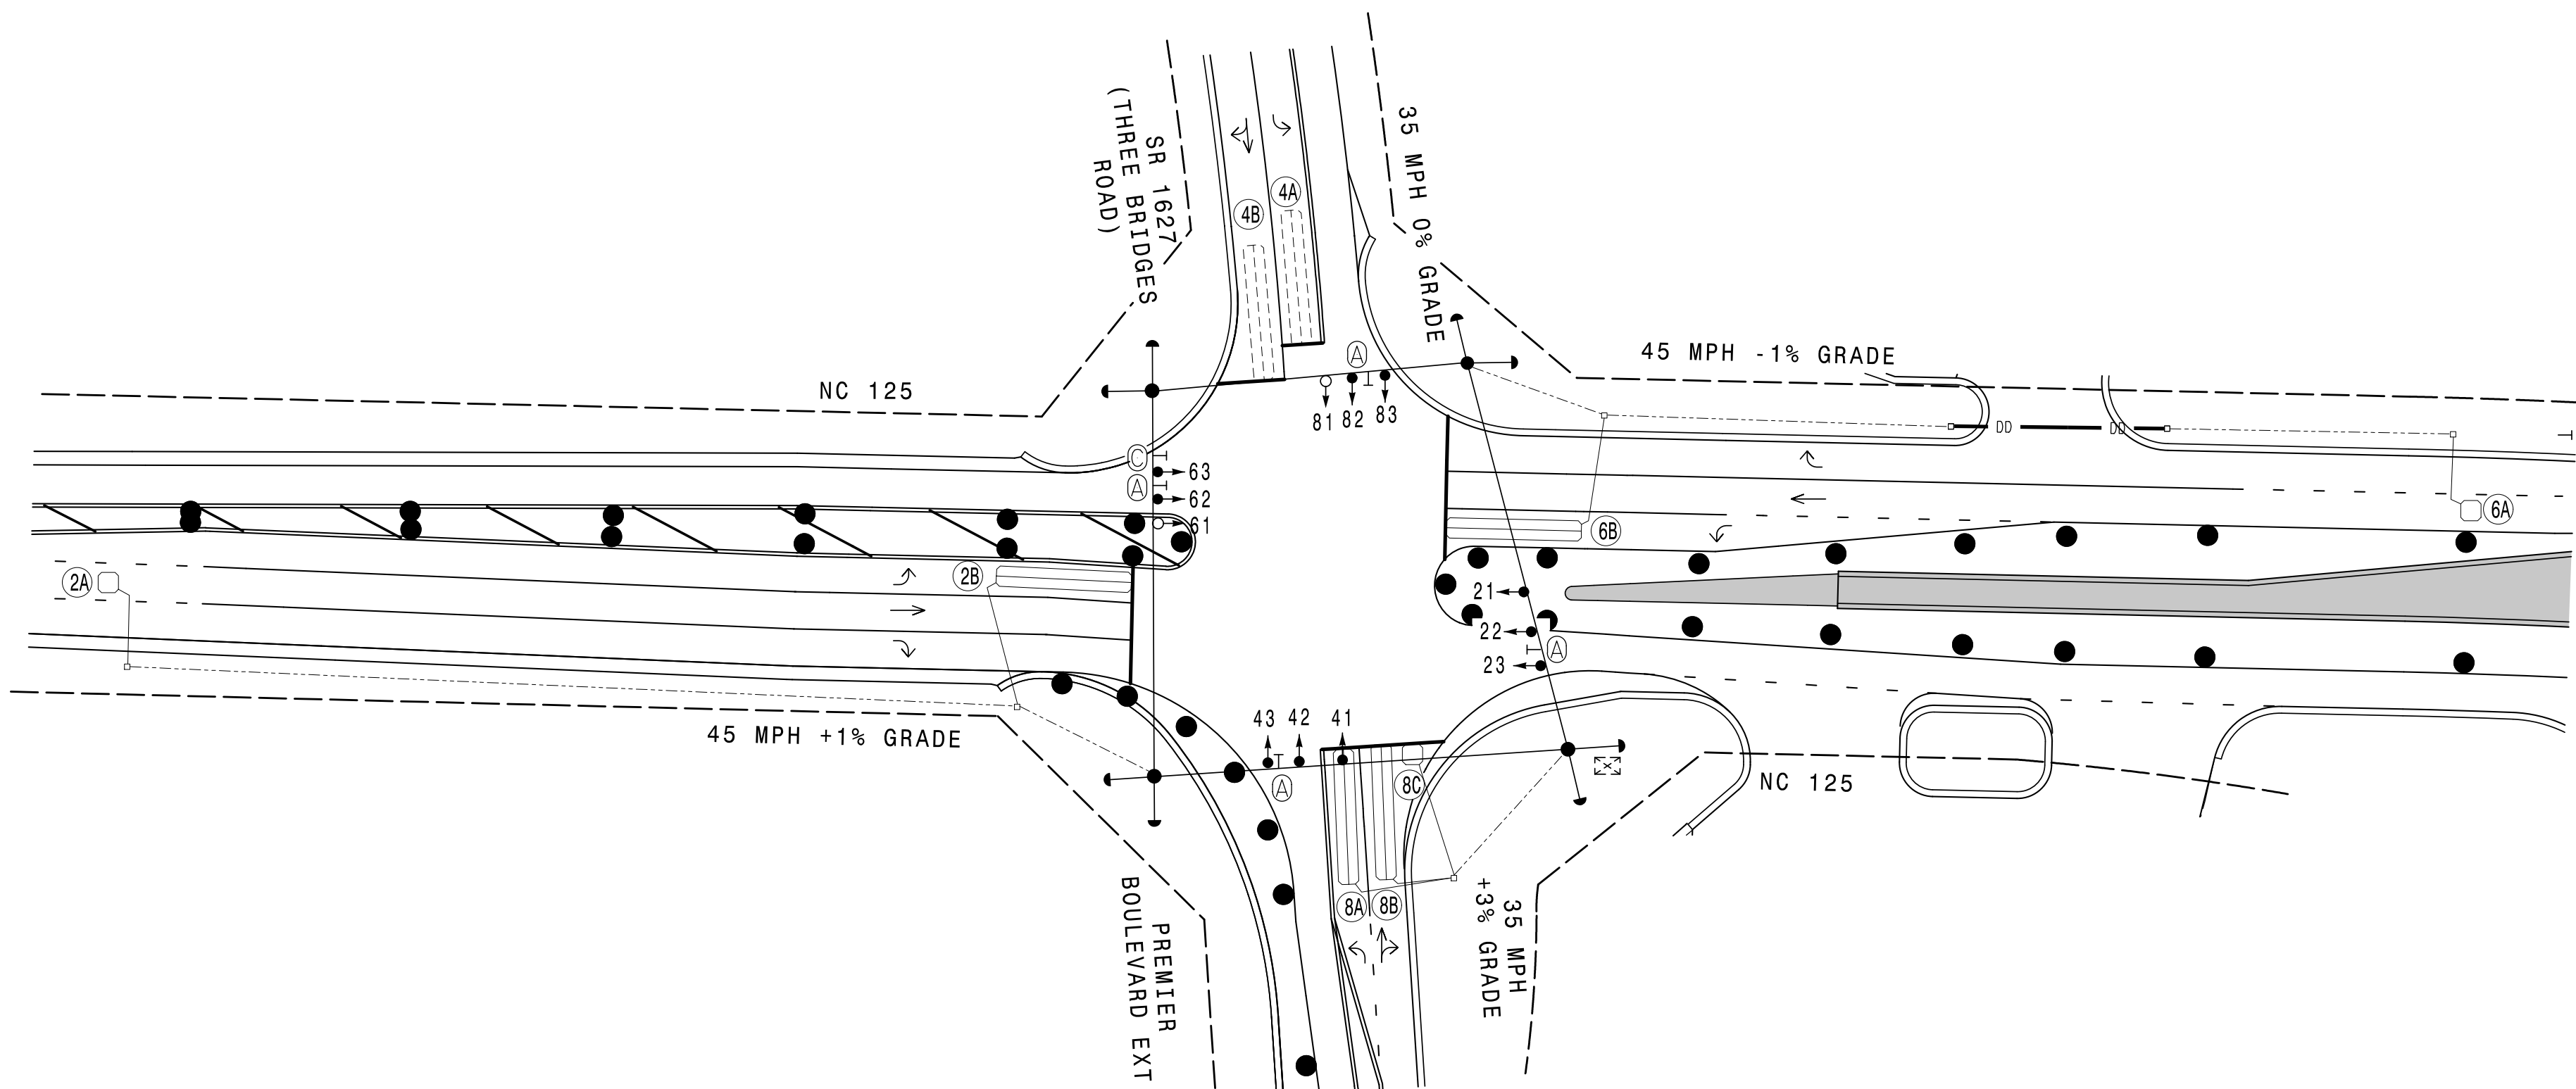 SR 1627
(THREE BRIDGES
ROAD)
35 MPH 0% GRADE
4A
4B
45 MPH -1% GRADE
NC 125
A
81 82 83
DD DD
C
63
A
62
61
6A
6B
2A
2B
21
22
A
23
43 42 41
A
45 MPH +1% GRADE
X
8C
NC 125
8A 8B
PREMIER
BOULEVARD EXT
35 MPH
+3% GRADE